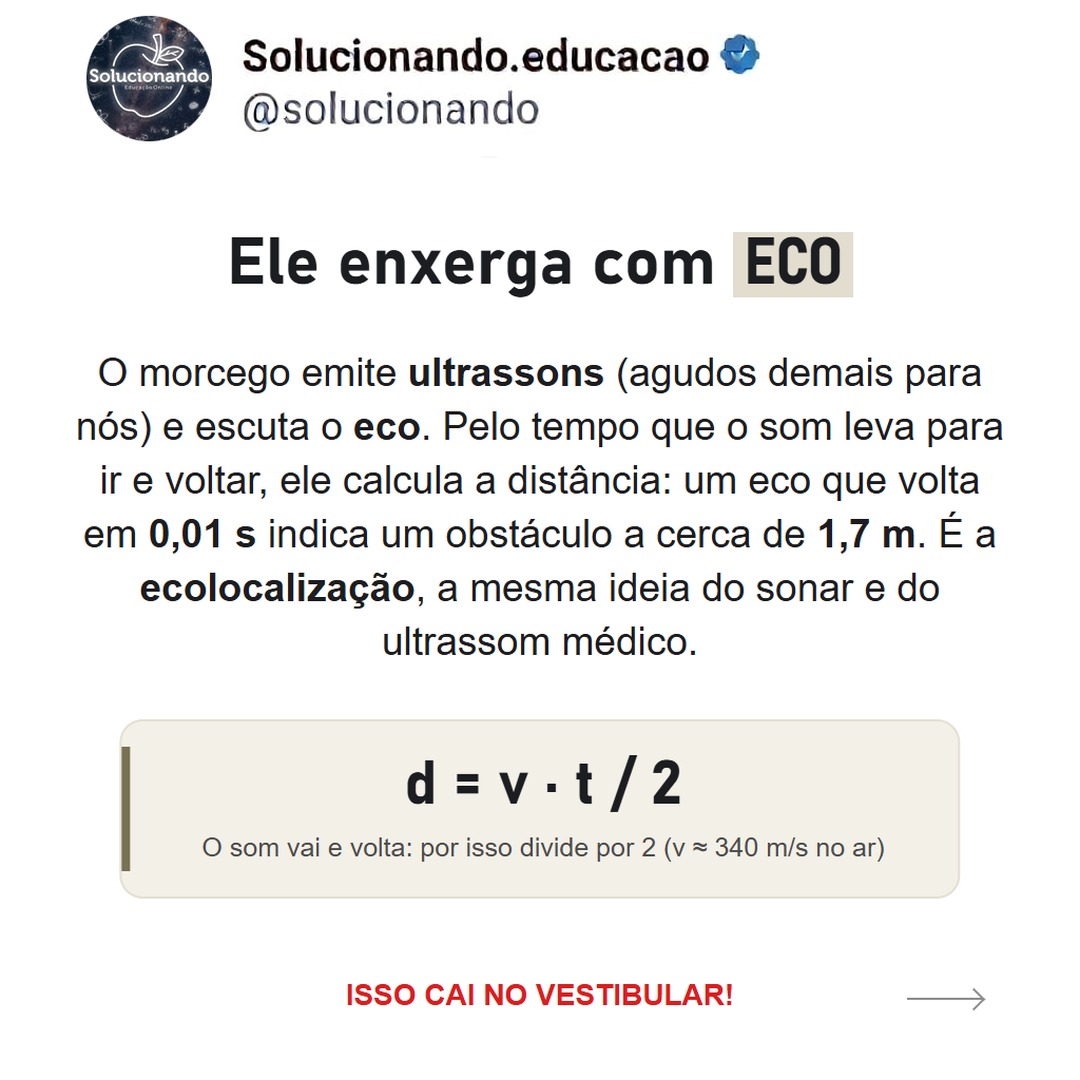 Solucionando
Educação Online
Solucionando.educacao
@solucionando
Ele enxerga com ECO
O morcego emite ultrassons (agudos demais para
nós) e escuta o eco. Pelo tempo que o som leva para
ir e voltar, ele calcula a distância: um eco que volta
em 0,01 s indica um obstáculo a cerca de 1,7 m. É a
ecolocalização, a mesma ideia do sonar e do
ultrassom médico.
d = v · t / 2
O som vai e volta: por isso divide por 2 (v ≈ 340 m/s no ar)
ISSO CAI NO VESTIBULAR!